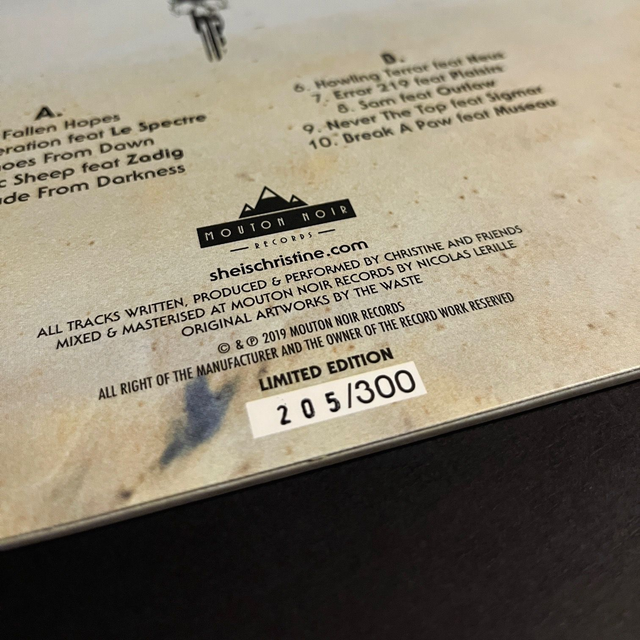 A.
Fallen Hopes
eration feat Le Spectre
hoes From Dawn
c Sheep feat Zadig
ude From Darkness
B.
6. Howling Terror feat Neus
7. Error 219 feat Plaisirs
8. Sam feat Outlaw
9. Never The Top feat Sigmar
10. Break A Paw feat Museau
MOUTON NOIR
RECORDS
sheischristine.com
ALL TRACKS WRITTEN, PRODUCED & PERFORMED BY CHRISTINE AND FRIENDS
MIXED & MASTERISED AT MOUTON NOIR RECORDS BY NICOLAS LERILLE
ORIGINAL ARTWORKS BY THE WASTE
© & ℗ 2019 MOUTON NOIR RECORDS
ALL RIGHT OF THE MANUFACTURER AND THE OWNER OF THE RECORD WORK RESERVED
LIMITED EDITION
205/300